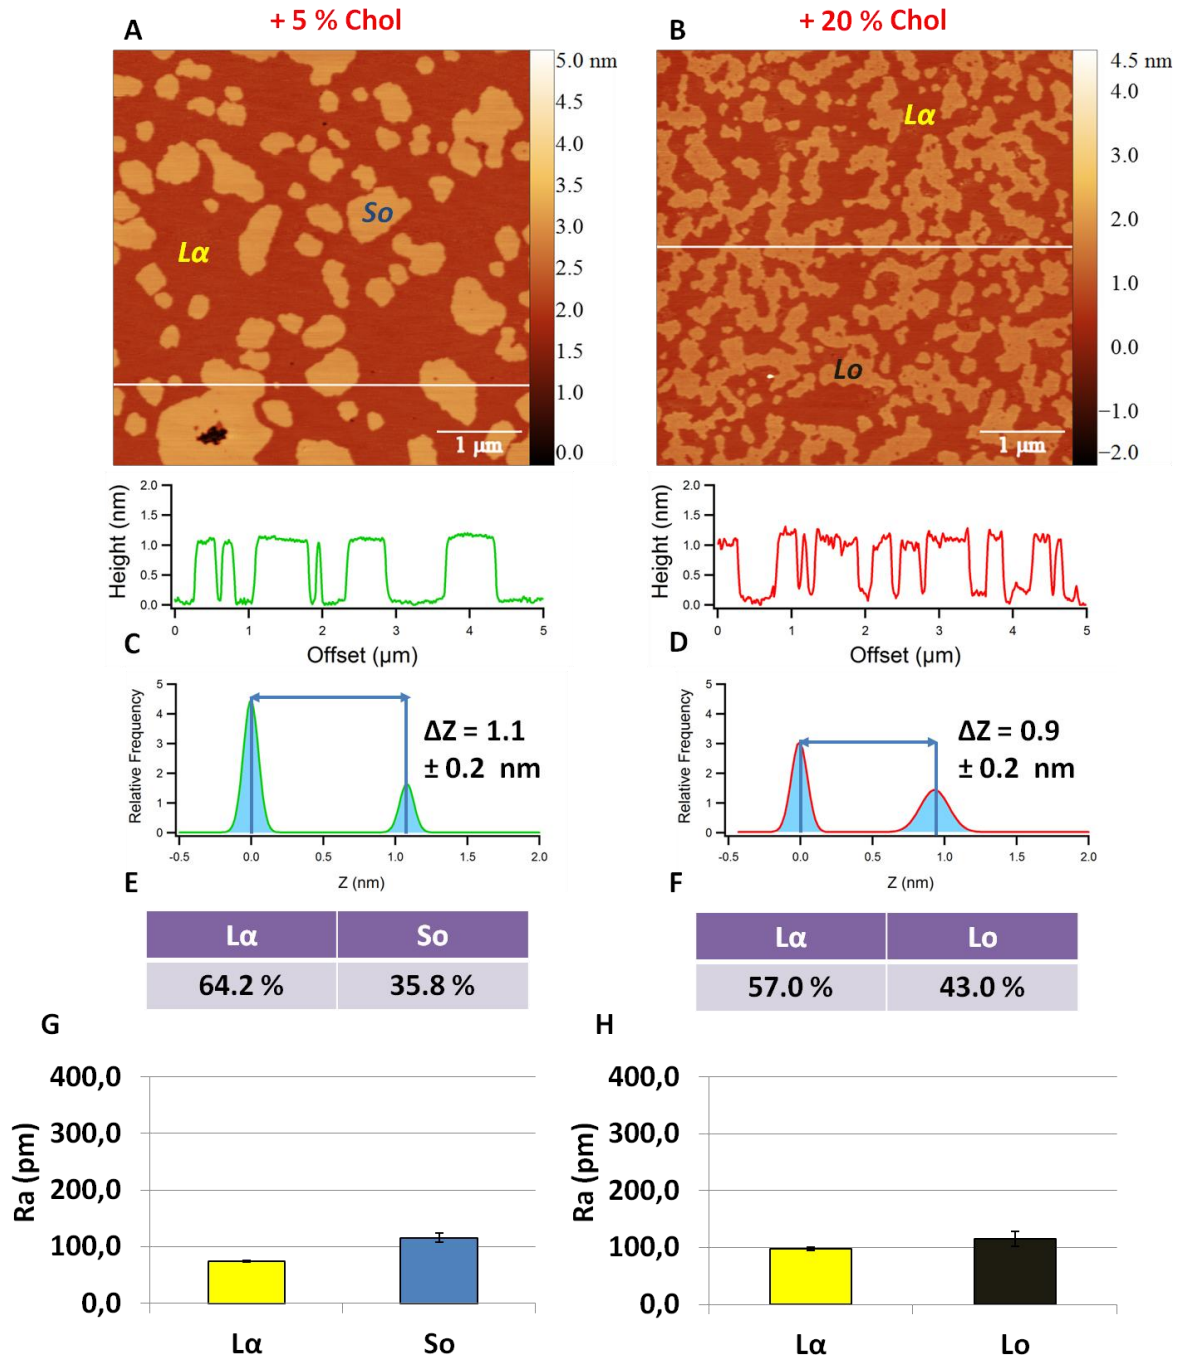 + 5 % Chol
+ 20 % Chol
A
B
5.0 nm
4.5
4.0
3.5
3.0
2.5
2.0
1.5
1.0
0.0
So
Lα
1 µm
4.5 nm
4.0
3.0
2.0
1.0
0.0
−1.0
−2.0
Lα
Lo
1 µm
Height (nm)
2.0
1.5
1.0
0.5
0.0
0 1 2 3 4 5
Offset (µm)
Height (nm)
2.0
1.5
1.0
0.5
0.0
0 1 2 3 4 5
Offset (µm)
C
D
Relative Frequency
5
4
3
2
1
0
ΔZ = 1.1
± 0.2 nm
-0.5 0.0 0.5 1.0 1.5 2.0
Z (nm)
Relative Frequency
5
4
3
2
1
0
ΔZ = 0.9
± 0.2 nm
-0.5 0.0 0.5 1.0 1.5 2.0
Z (nm)
E
F
Lα So
64.2 % 35.8 %
Lα Lo
57.0 % 43.0 %
G
H
Ra (pm)
400,0
300,0
200,0
100,0
0,0
Lα So
Ra (pm)
400,0
300,0
200,0
100,0
0,0
Lα Lo